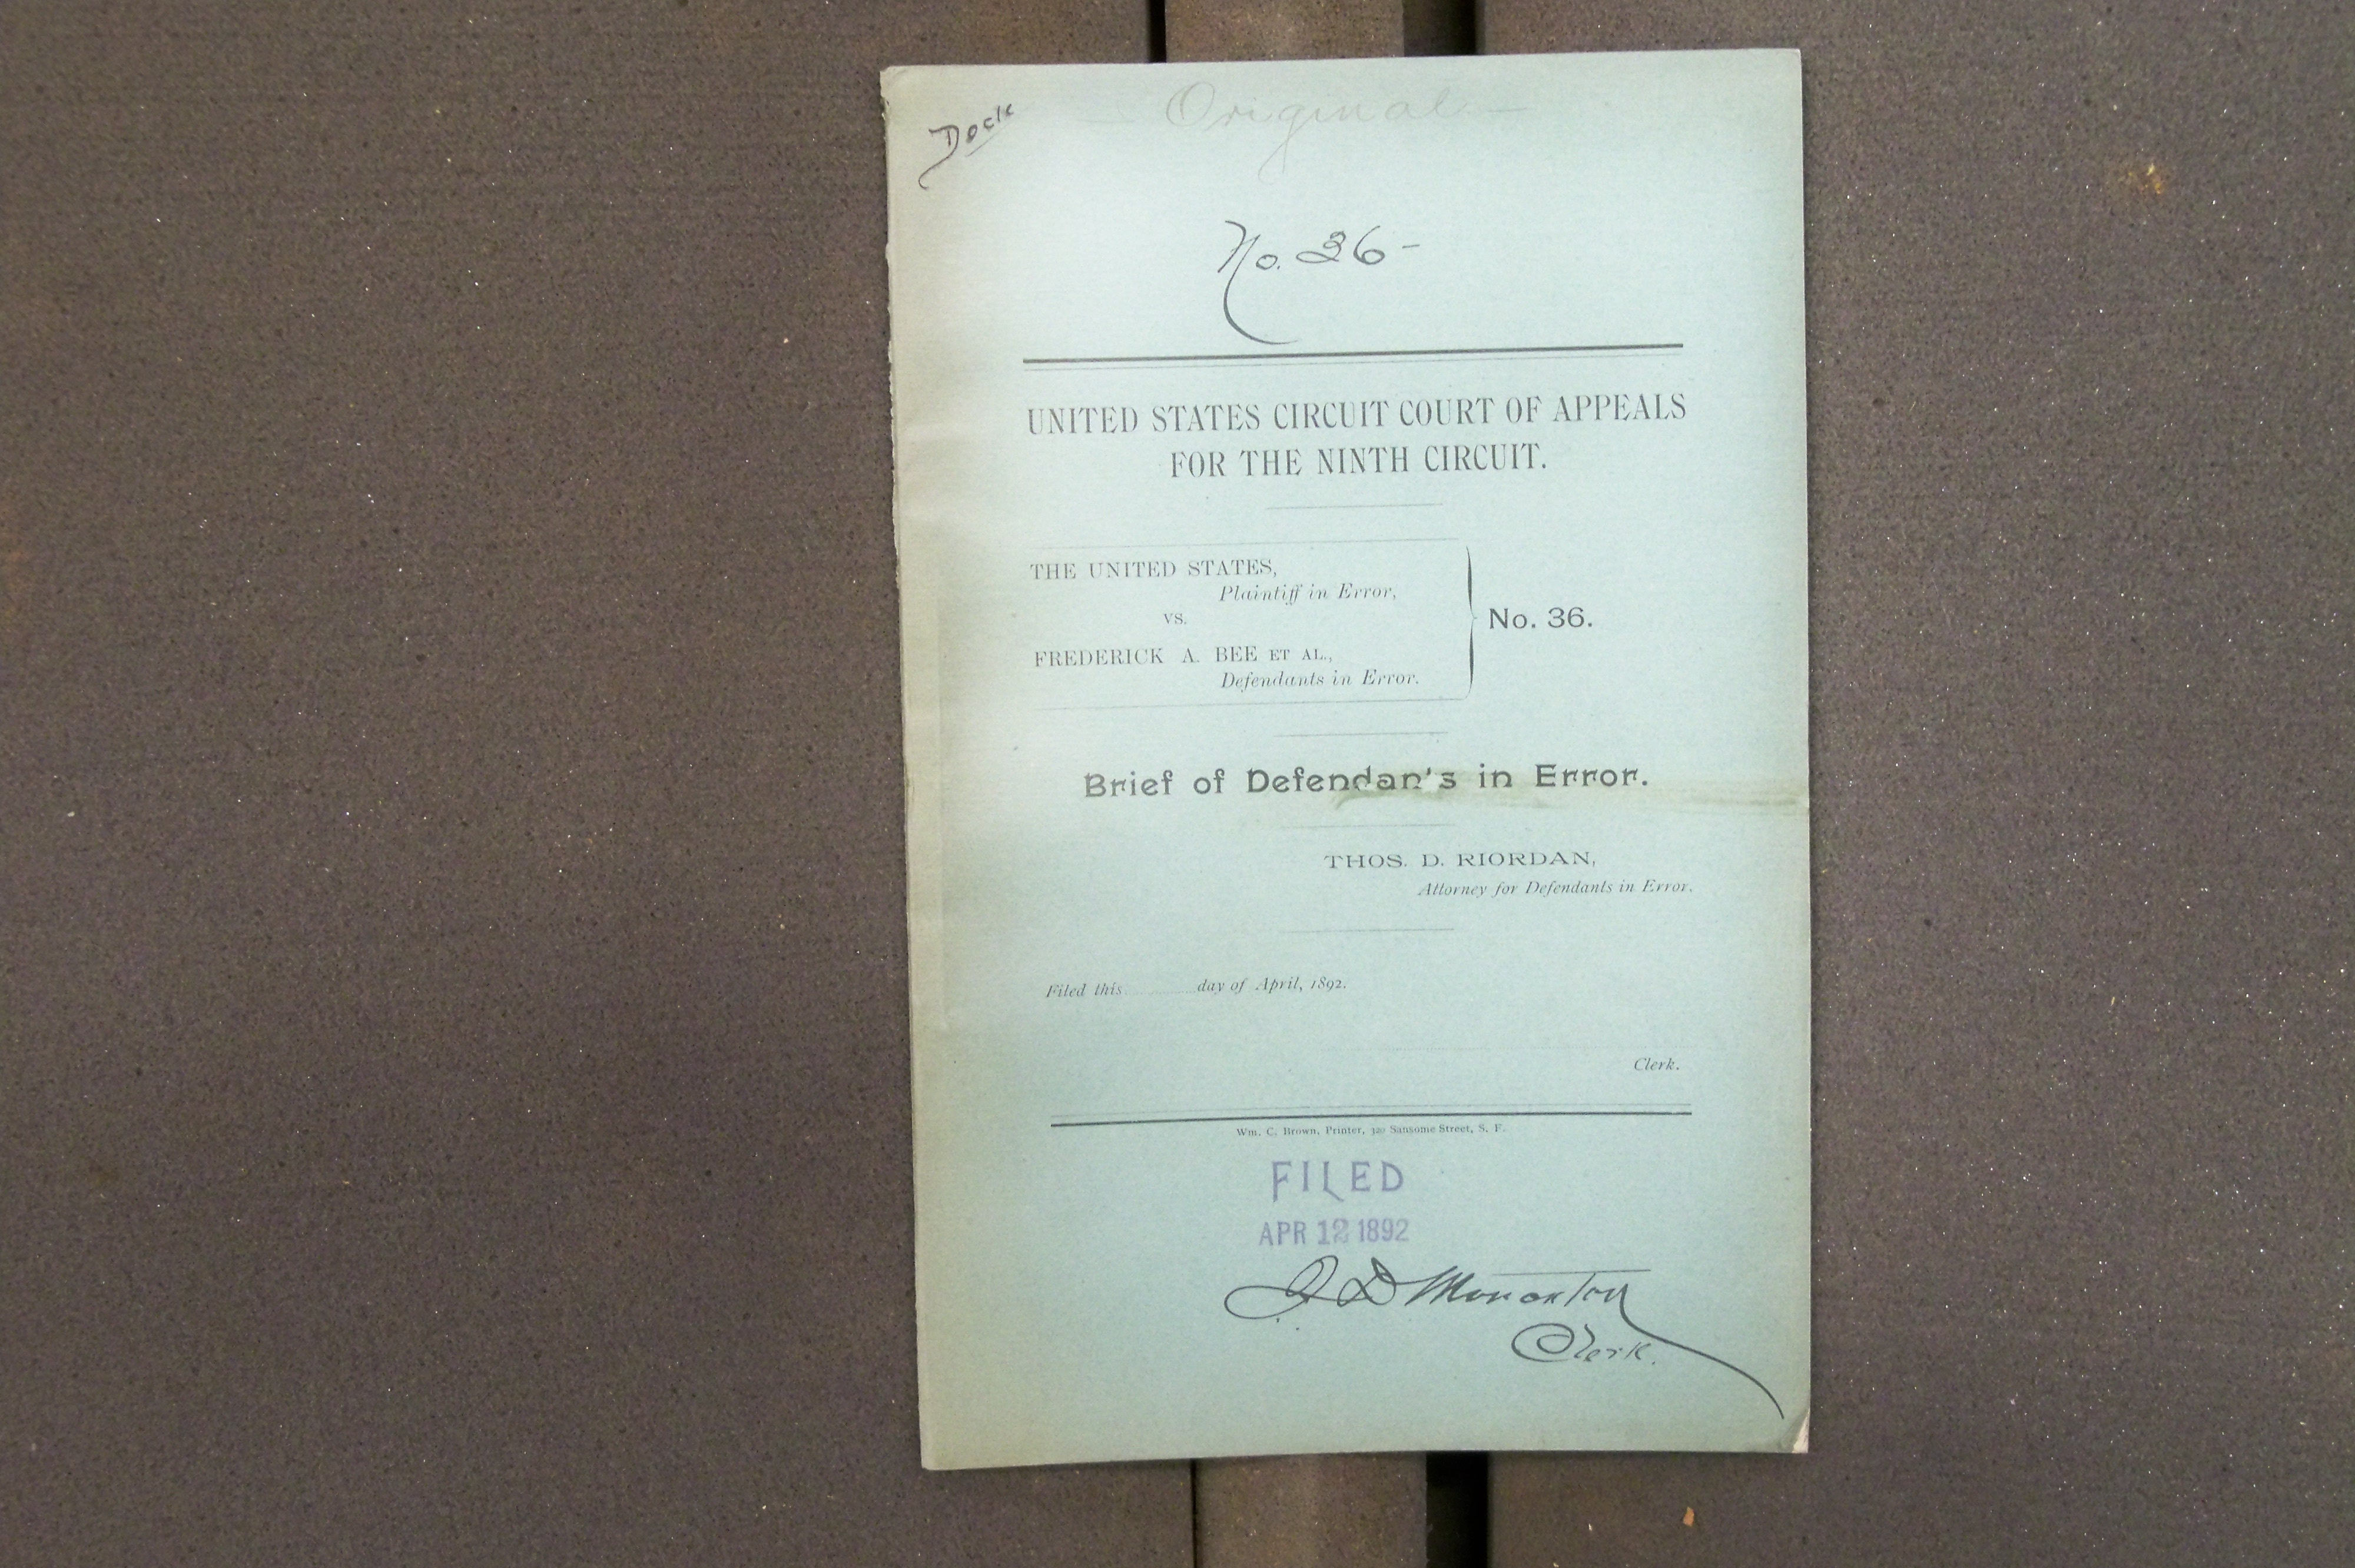 Dock
Original
No. 36-
UNITED STATES CIRCUIT COURT OF APPEALS
FOR THE NINTH CIRCUIT.
THE UNITED STATES,
Plaintiff in Error,
vs.
FREDERICK A. BEE ET AL.,
Defendants in Error.
No. 36.
Brief of Defendan's in Error.
THOS. D. RIORDAN,
Attorney for Defendants in Error.
Filed this day of April, 1892.
Clerk.
Wm. C. Brown, Printer, 320 Sansome Street, S. F.
FILED
APR 12 1892
F D Monckton
Clerk.